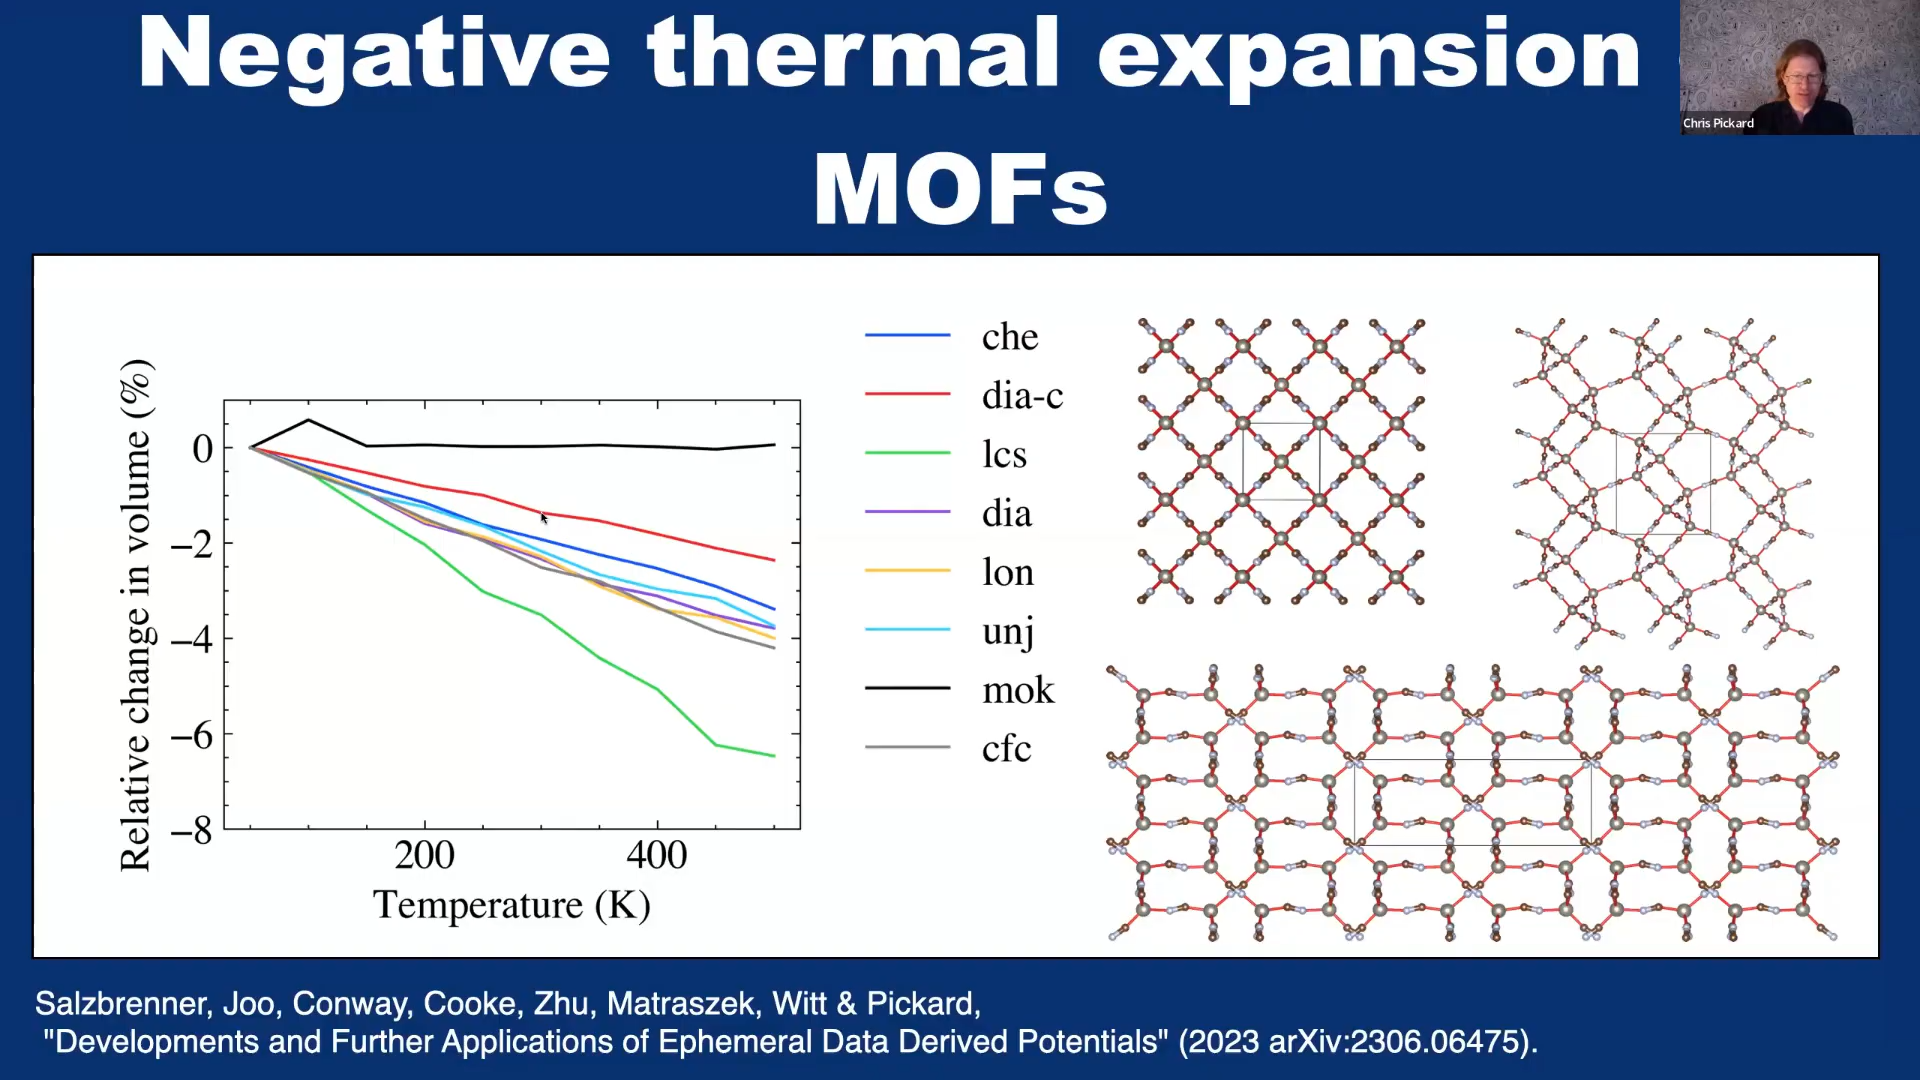 Negative thermal expansion
MOFs
Chris Pickard
Relative change in volume (%)
0
−2
−4
−6
−8
200
400
Temperature (K)
che
dia-c
lcs
dia
lon
unj
mok
cfc
Salzbrenner, Joo, Conway, Cooke, Zhu, Matraszek, Witt & Pickard,
"Developments and Further Applications of Ephemeral Data Derived Potentials" (2023 arXiv:2306.06475).